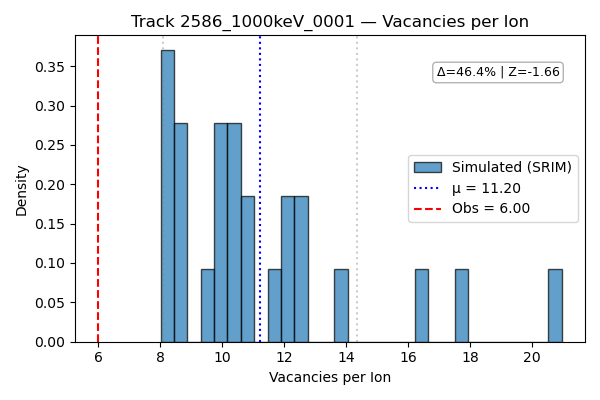 Track 2586_1000keV_0001 — Vacancies per Ion
Δ=46.4% | Z=-1.66
Simulated (SRIM)
μ = 11.20
Obs = 6.00
Density
0.35
0.30
0.25
0.20
0.15
0.10
0.05
0.00
6 8 10 12 14 16 18 20
Vacancies per Ion